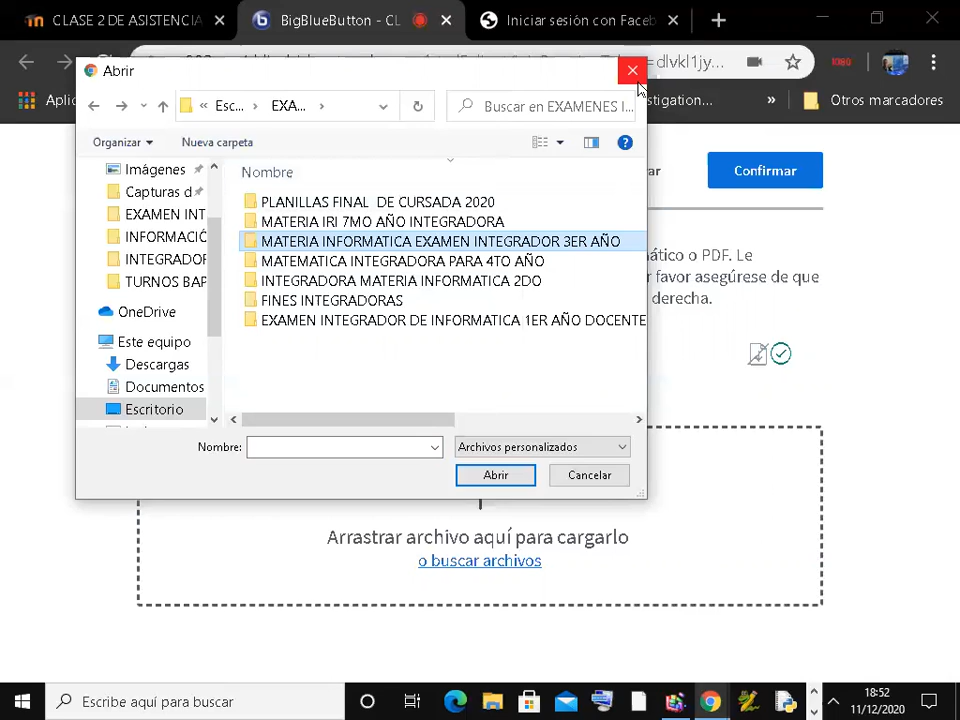 CLASE 2 DE ASISTENCIA
BigBlueButton - CL
Iniciar sesión con Faceb
=dlvkl1jy...
Aplic
stigation...
»
Otros marcadores
Abrir
« Esc... › EXA... ›
Buscar en EXAMENES I...
Organizar
Nueva carpeta
Confirmar
ar
Imágenes
Capturas d
EXAMEN INT
INFORMACIÓ
INTEGRADOR
TURNOS BAP
OneDrive
Este equipo
Descargas
Documentos
Escritorio
Nombre
PLANILLAS FINAL DE CURSADA 2020
MATERIA IRI 7MO AÑO INTEGRADORA
MATERIA INFORMATICA EXAMEN INTEGRADOR 3ER AÑO
MATEMATICA INTEGRADORA PARA 4TO AÑO
INTEGRADORA MATERIA INFORMATICA 2DO
FINES INTEGRADORAS
EXAMEN INTEGRADOR DE INFORMATICA 1ER AÑO DOCENTE
mático o PDF. Le
favor asegúrese de que
derecha.
Nombre:
Archivos personalizados
Abrir
Cancelar
Arrastrar archivo aquí para cargarlo
o buscar archivos
Escribe aquí para buscar
18:52
11/12/2020